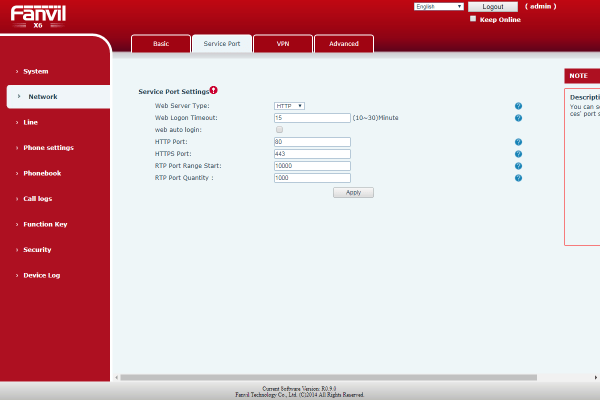 Fanvil
X6
English
Logout
( admin )
Keep Online
Basic
Service Port
VPN
Advanced
› System
› Network
› Line
› Phone settings
› Phonebook
› Call logs
› Function Key
› Security
› Device Log
Service Port Settings
Web Server Type: HTTP
Web Logon Timeout: 15 (10~30)Minute
web auto login:
HTTP Port: 80
HTTPS Port: 443
RTP Port Range Start: 10000
RTP Port Quantity : 1000
Apply
NOTE
Descripti
You can s
ces' port s
Current Software Version: R0.9.0
Fanvil Technology Co., Ltd. (C)2014 All Rights Reserved.